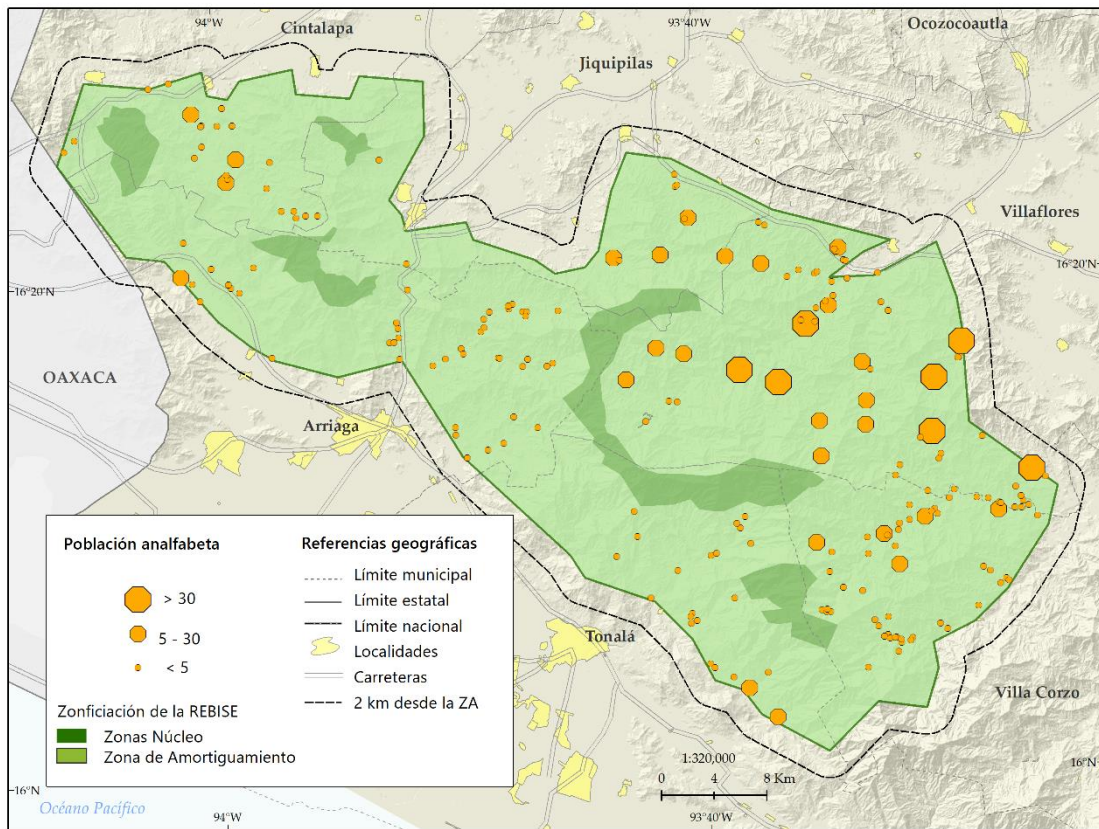 94°W
93°40'W
Cintalapa
Ocozocoautla
Jiquipilas
Villaflores
16°20'N
16°20'N
OAXACA
Arriaga
Población analfabeta
> 30
5 - 30
< 5
Zonficiación de la REBISE
Zonas Núcleo
Zona de Amortiguamiento
Referencias geográficas
Límite municipal
Límite estatal
Límite nacional
Localidades
Carreteras
2 km desde la ZA
Tonalá
Villa Corzo
1:320,000
0 4 8 Km
16°N
16°N
Océano Pacífico
94°W
93°40'W